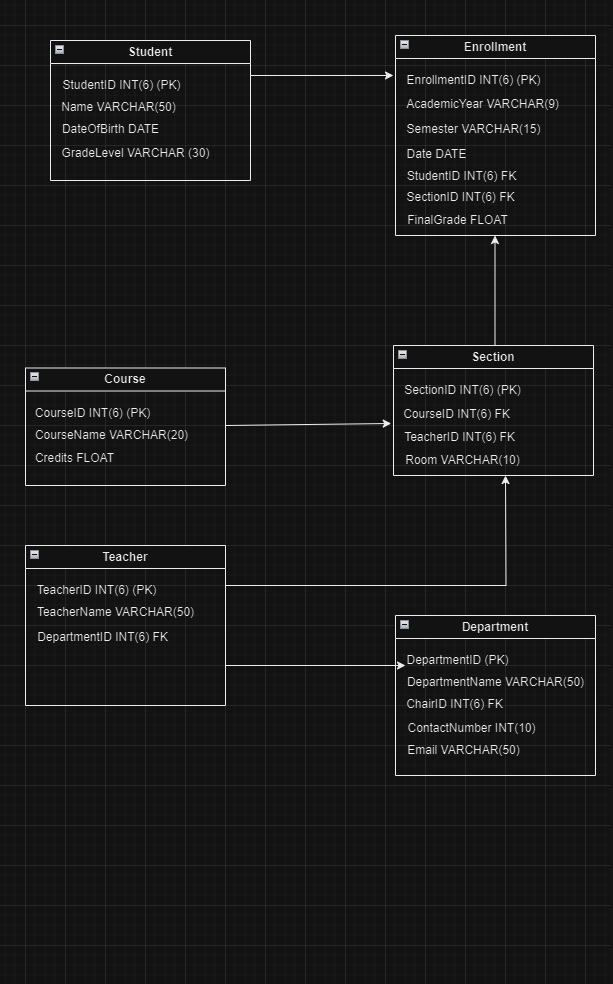 Student
StudentID INT(6) (PK)
Name VARCHAR(50)
DateOfBirth DATE
GradeLevel VARCHAR (30)
Enrollment
EnrollmentID INT(6) (PK)
AcademicYear VARCHAR(9)
Semester VARCHAR(15)
Date DATE
StudentID INT(6) FK
SectionID INT(6) FK
FinalGrade FLOAT
Course
CourseID INT(6) (PK)
CourseName VARCHAR(20)
Credits FLOAT
Section
SectionID INT(6) (PK)
CourseID INT(6) FK
TeacherID INT(6) FK
Room VARCHAR(10)
Teacher
TeacherID INT(6) (PK)
TeacherName VARCHAR(50)
DepartmentID INT(6) FK
Department
DepartmentID (PK)
DepartmentName VARCHAR(50)
ChairID INT(6) FK
ContactNumber INT(10)
Email VARCHAR(50)